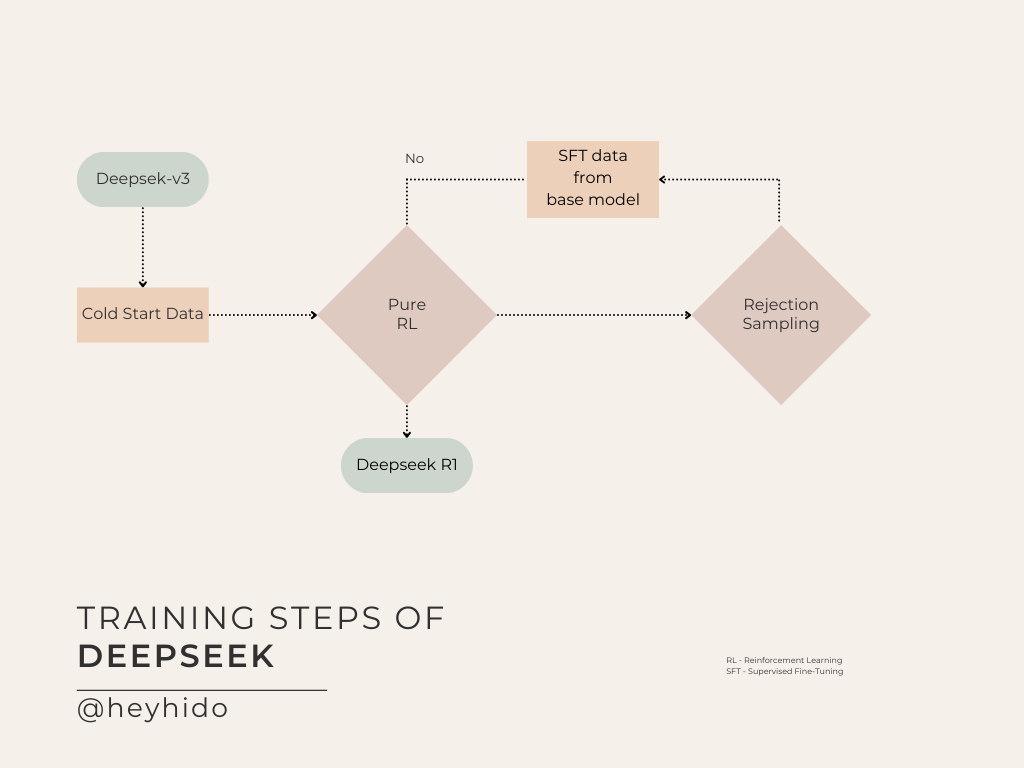 Deepsek-v3
No
SFT data
from
base model
Cold Start Data
Pure
RL
Rejection
Sampling
Deepseek R1
TRAINING STEPS OF
DEEPSEEK
@heyhido
RL - Reinforcement Learning
SFT - Supervised Fine-Tuning